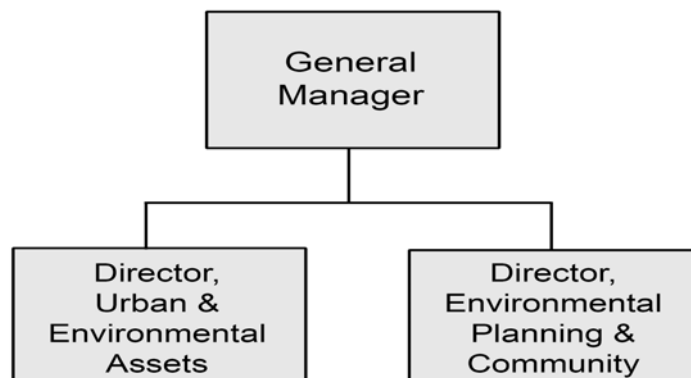 General
Manager
Director,
Urban &
Environmental
Assets
Director,
Environmental
Planning &
Community